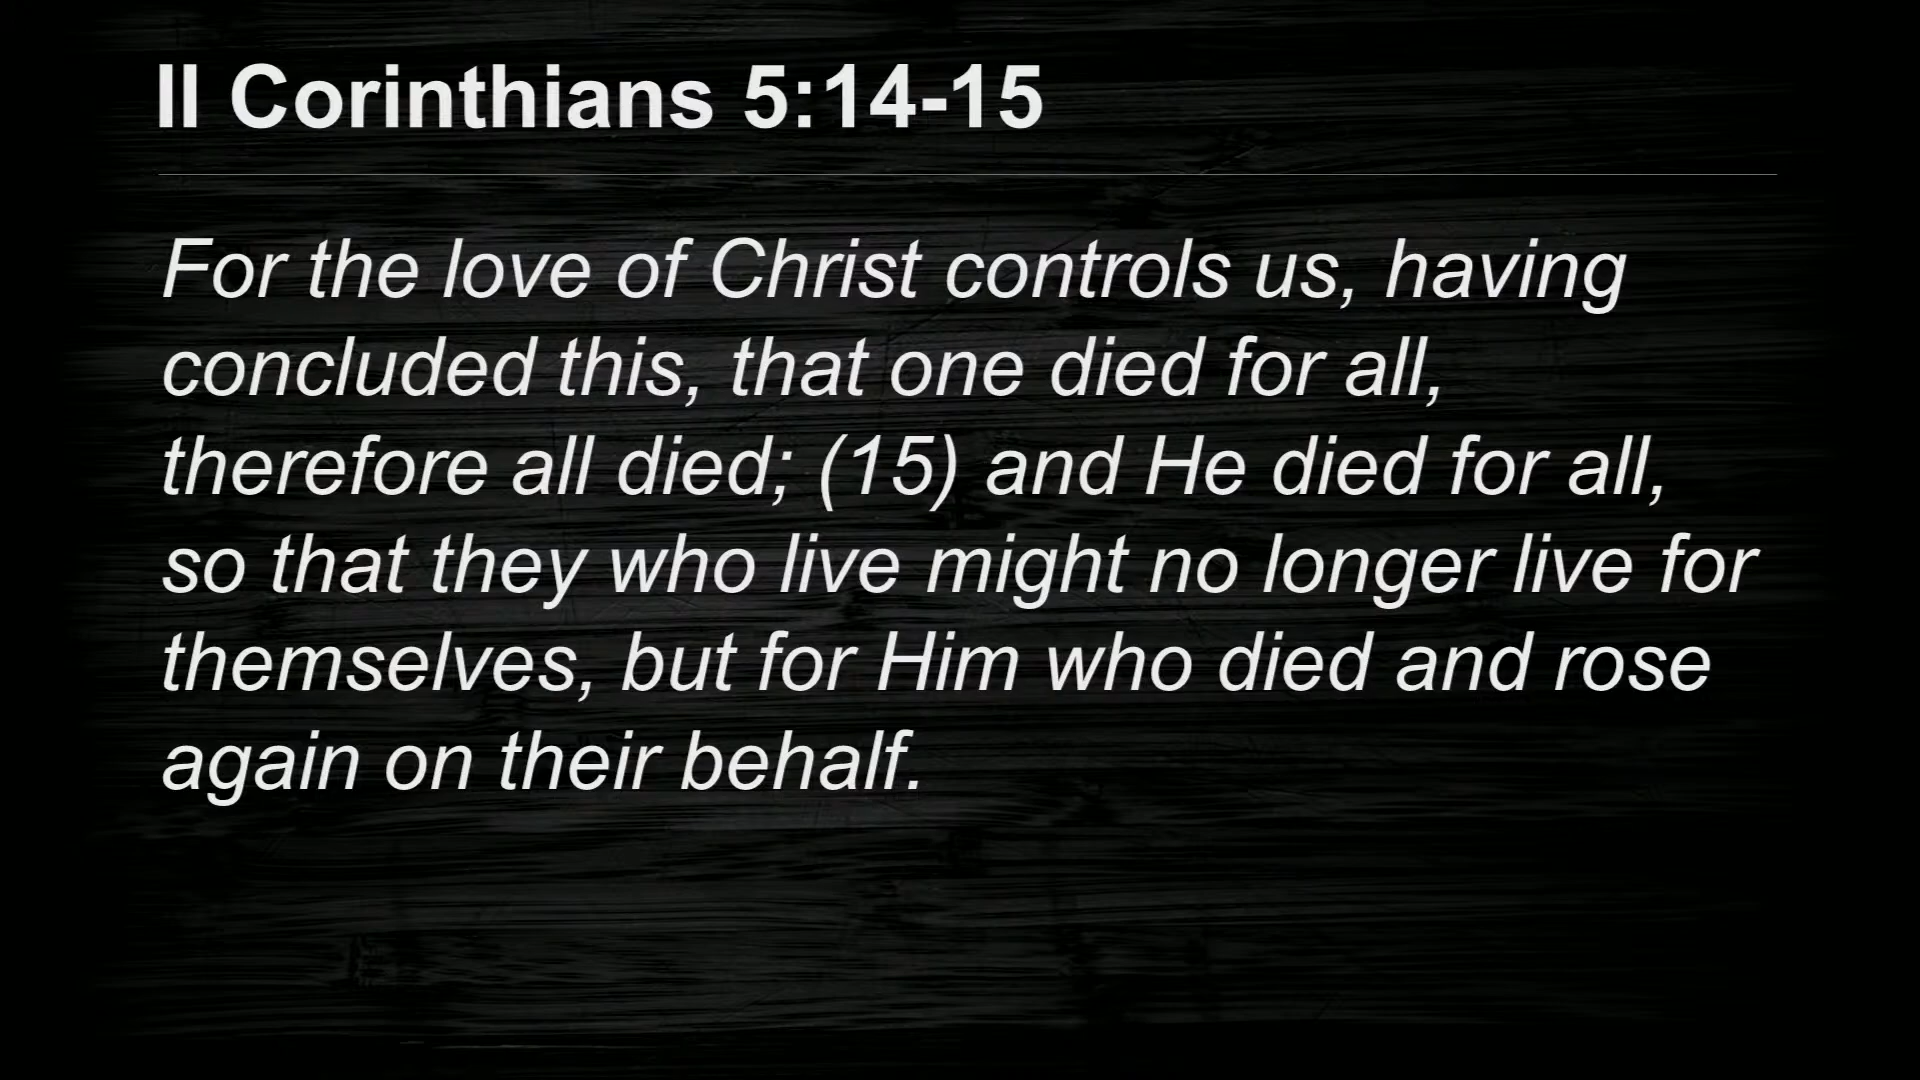 II Corinthians 5:14-15
For the love of Christ controls us, having
concluded this, that one died for all,
therefore all died; (15) and He died for all,
so that they who live might no longer live for
themselves, but for Him who died and rose
again on their behalf.